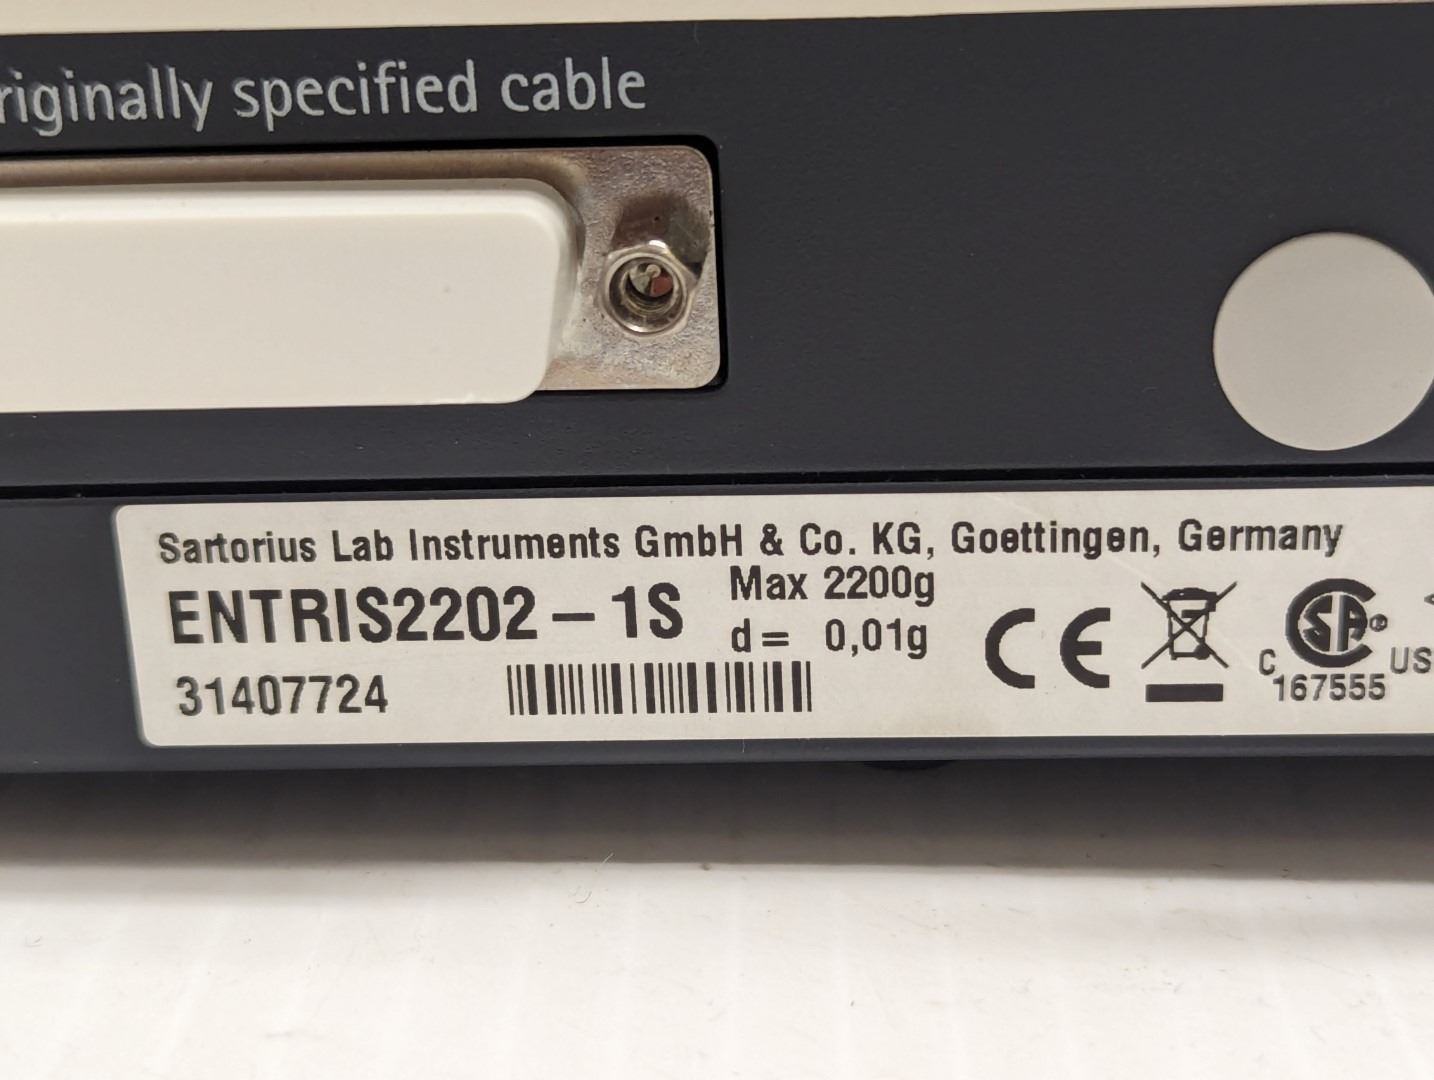 riginally specified cable
Sartorius Lab Instruments GmbH & Co. KG, Goettingen, Germany
ENTRIS2202-1S
Max 2200g
d= 0,01g
31407724
CE
C SA® US
167555